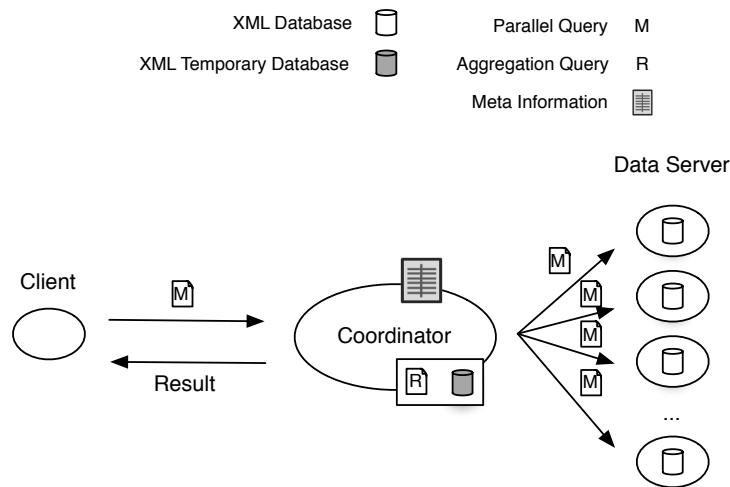 XML Database
Parallel Query M
XML Temporary Database
Aggregation Query R
Meta Information
Data Server
Client
M
M
M
M
M
Coordinator
R
Result
...